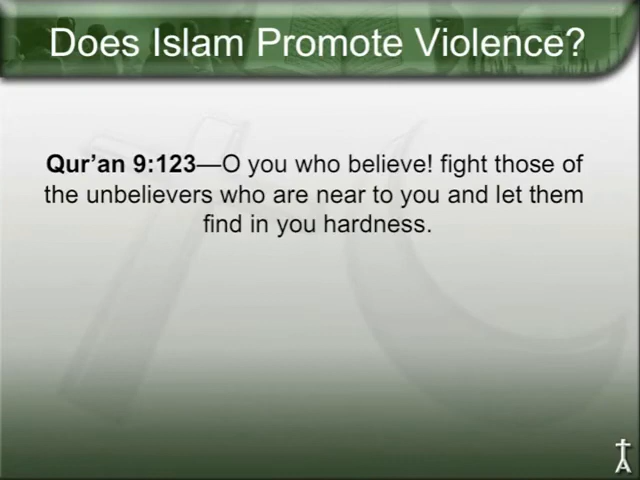 Does Islam Promote Violence?
Qur'an 9:123—O you who believe! fight those of
the unbelievers who are near to you and let them
find in you hardness.